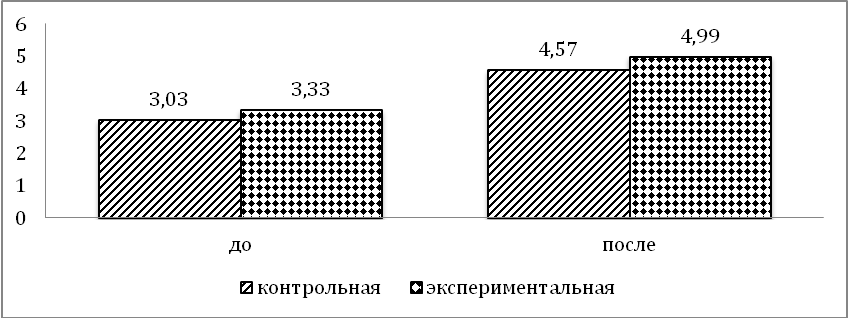 6
5
4
3
2
1
0
3,03
3,33
4,57
4,99
до
после
контрольная
экспериментальная